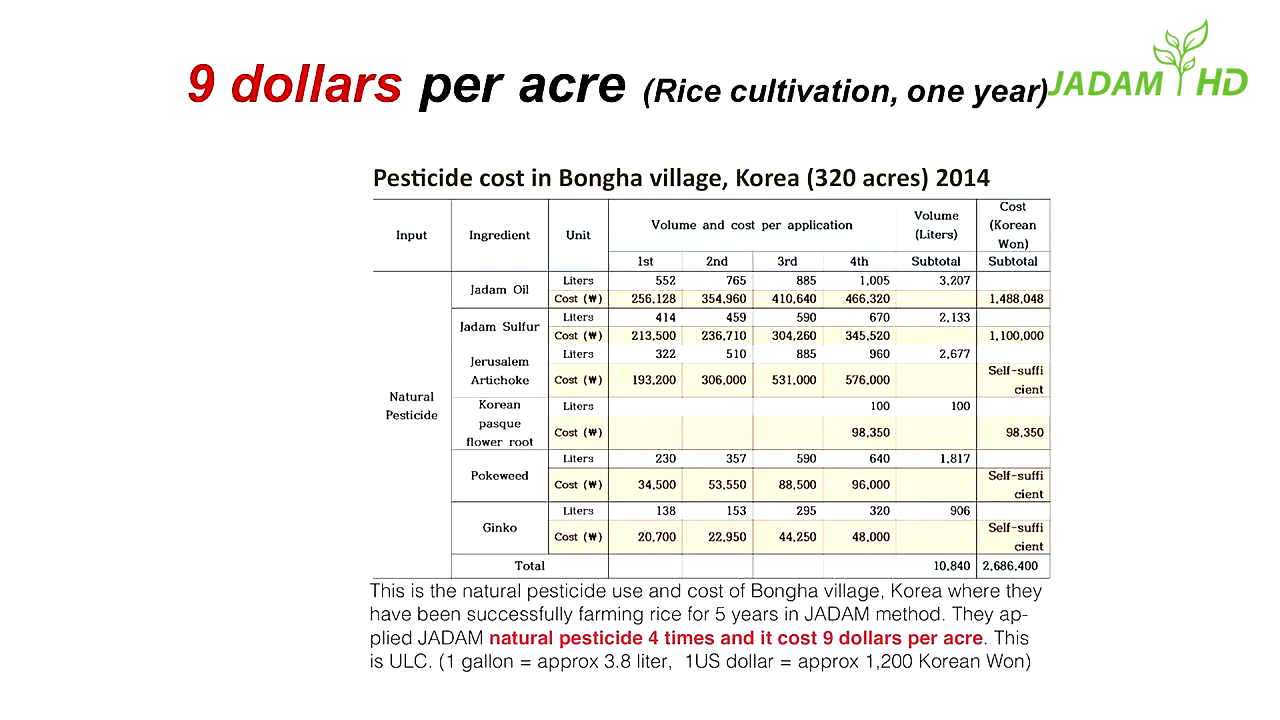 9 dollars per acre (Rice cultivation, one year)
JADAM HD
Pesticide cost in Bongha village, Korea (320 acres) 2014
Input Ingredient Unit Volume and cost per application Volume (Liters) Cost (Korean Won)
1st 2nd 3rd 4th Subtotal Subtotal
Natural Pesticide
Jadam Oil Liters 552 765 885 1,005 3,207
Cost (₩) 256,128 354,960 410,640 466,320 1,488,048
Jadam Sulfur Liters 414 459 590 670 2,133
Cost (₩) 213,500 236,710 304,260 345,520 1,100,000
Jerusalem Artichoke Liters 322 510 885 960 2,677
Cost (₩) 193,200 306,000 531,000 576,000 Self-suffi cient
Korean pasque flower root Liters 100 100
Cost (₩) 98,350 98,350
Pokeweed Liters 230 357 590 640 1,817
Cost (₩) 34,500 53,550 88,500 96,000 Self-suffi cient
Ginko Liters 138 153 295 320 906
Cost (₩) 20,700 22,950 44,250 48,000 Self-suffi cient
Total 10,840 2,686,400
This is the natural pesticide use and cost of Bongha village, Korea where they
have been successfully farming rice for 5 years in JADAM method. They ap-
plied JADAM natural pesticide 4 times and it cost 9 dollars per acre. This
is ULC. (1 gallon = approx 3.8 liter, 1US dollar = approx 1,200 Korean Won)